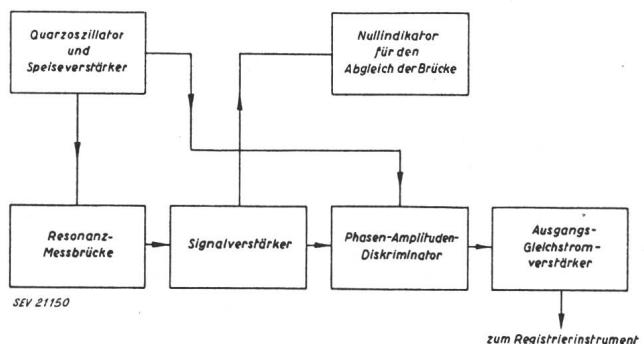 Quarzoszillator
und
Speiseverstärker
Nullindikator
für den
Abgleich der Brücke
Resonanz-
Messbrücke
Signalverstärker
Phasen-Amplituden-
Diskriminator
Ausgangs-
Gleichstrom-
verstärker
SEV 21150
zum Registrierinstrument